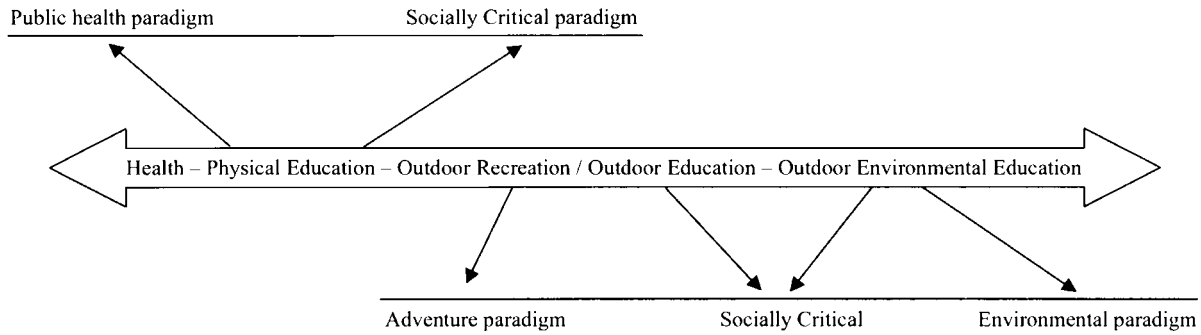 Public health paradigm
Socially Critical paradigm
Health – Physical Education – Outdoor Recreation / Outdoor Education – Outdoor Environmental Education
Adventure paradigm
Socially Critical
Environmental paradigm